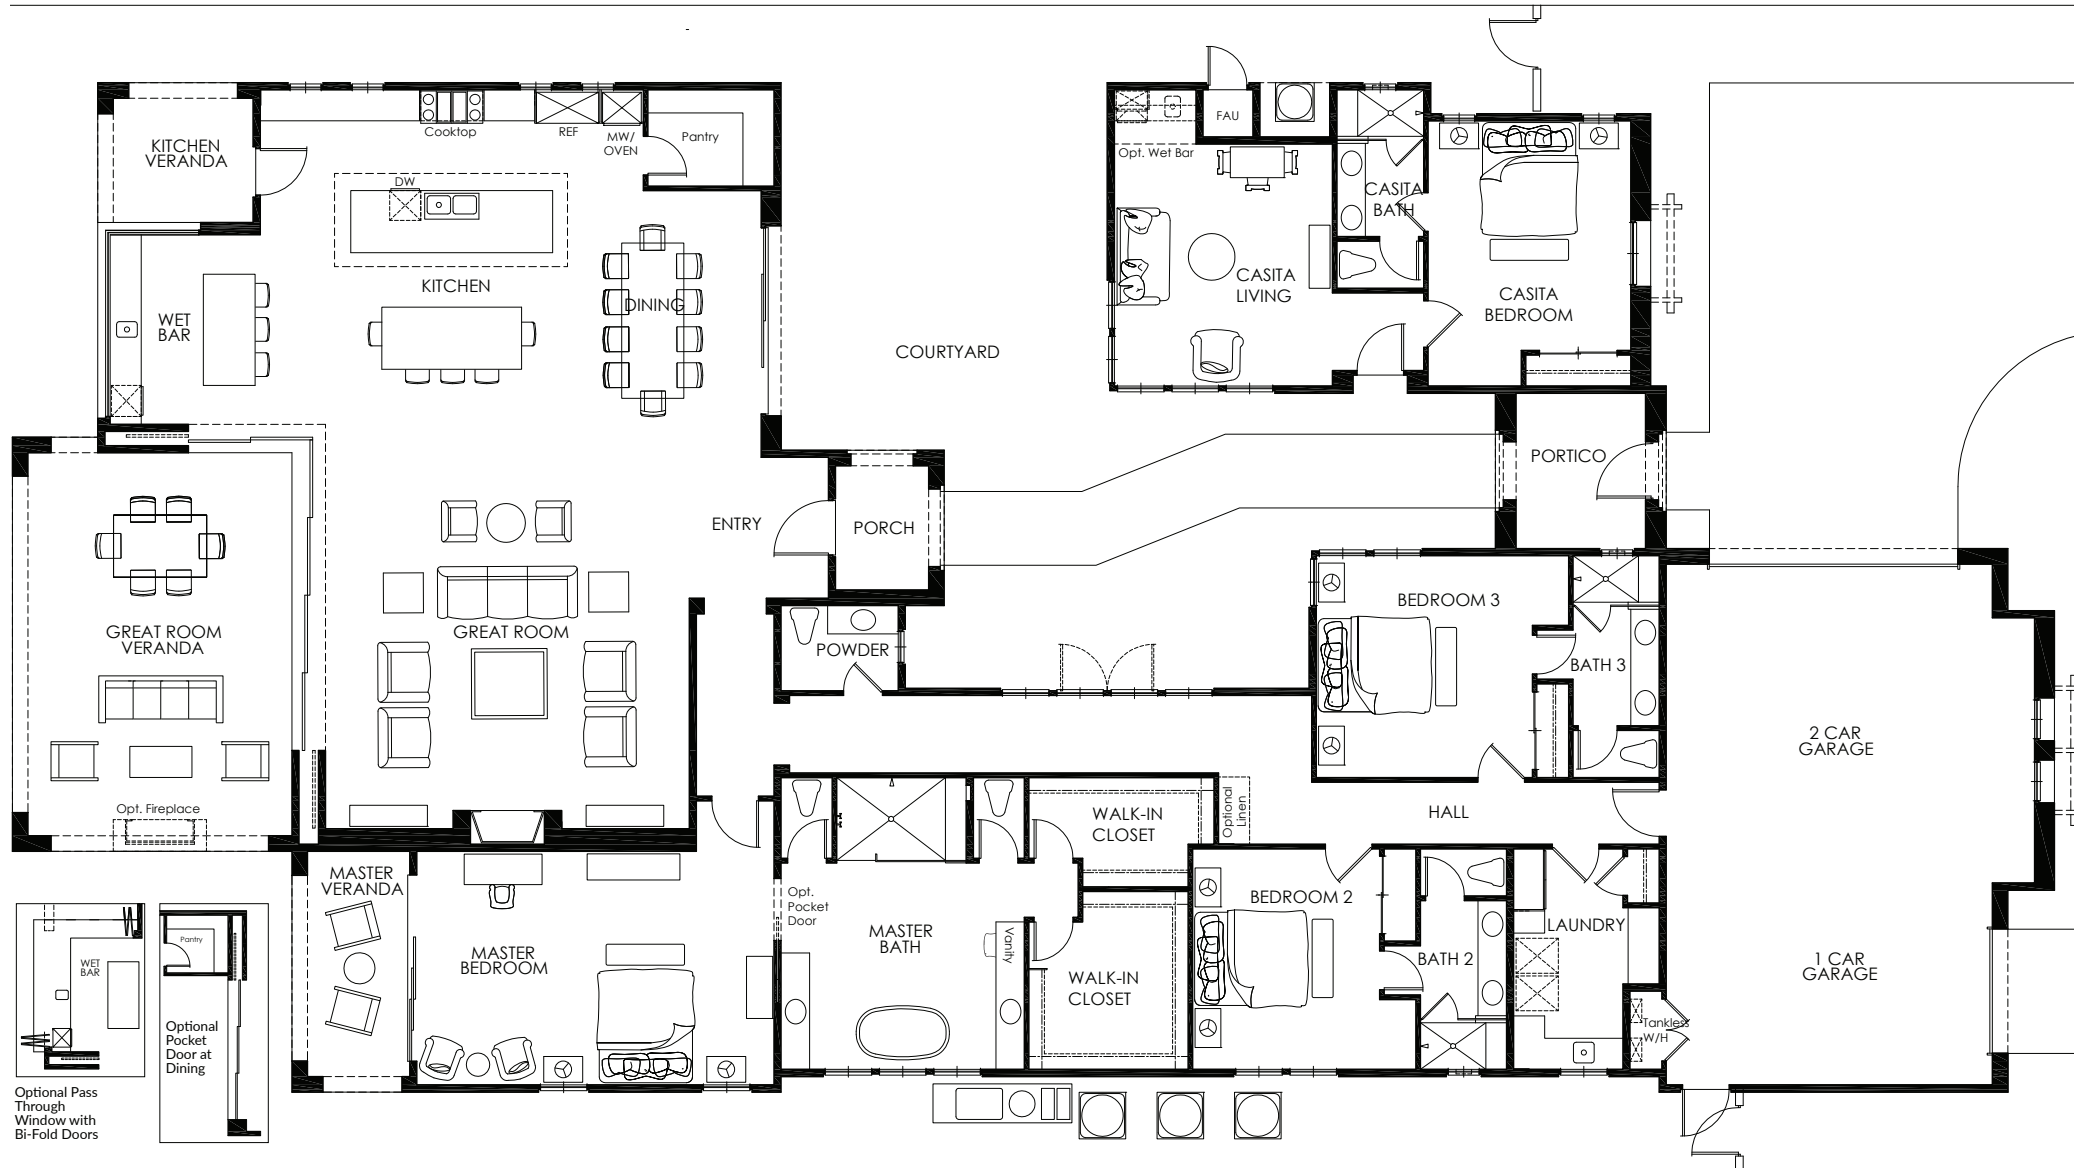 FAU
Cooktop
REF
MW/
OVEN
Pantry
KITCHEN
VERANDA
Opt. Wet Bar
DW
CASITA
BATH
KITCHEN
DINING
CASITA
LIVING
CASITA
BEDROOM
WET
BAR
COURTYARD
PORTICO
ENTRY
PORCH
BEDROOM 3
GREAT ROOM
VERANDA
GREAT ROOM
POWDER
BATH 3
2 CAR
GARAGE
Opt. Fireplace
WALK-IN
CLOSET
Optional
Linen
HALL
MASTER
VERANDA
Opt.
Pocket
Door
BEDROOM 2
MASTER
BATH
Vanity
LAUNDRY
MASTER
BEDROOM
BATH 2
1 CAR
GARAGE
WALK-IN
CLOSET
Tankless
W/H
Pantry
WET
BAR
Optional
Pocket
Door at
Dining
Optional Pass
Through
Window with
Bi-Fold Doors